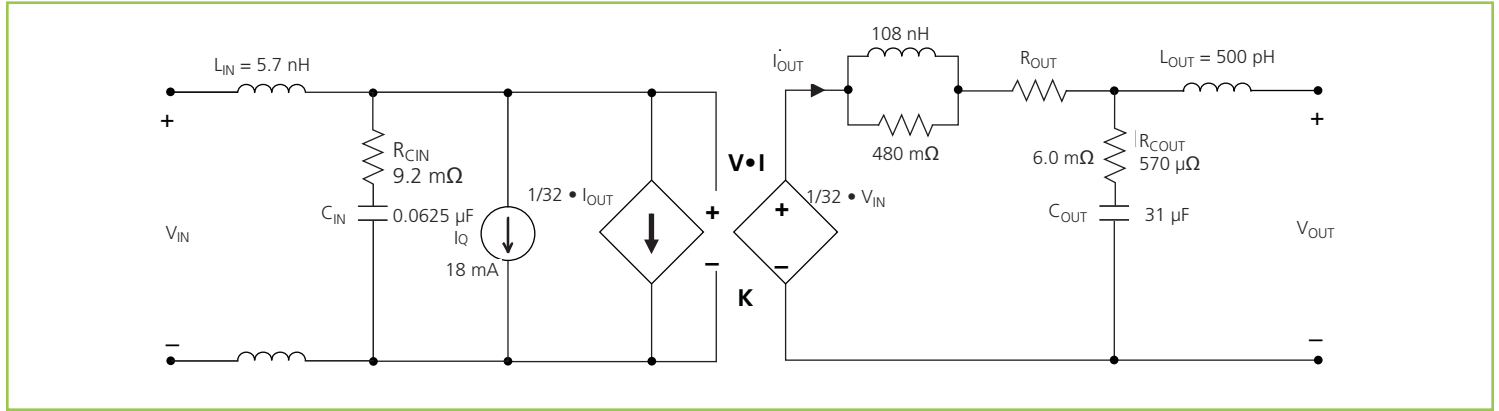 L_IN = 5.7 nH
+
R_CIN
9.2 mΩ
C_IN
0.0625 µF
V_IN
I_Q
18 mA
1/32 • I_OUT
−
V•I
+
−
K
I_OUT
108 nH
480 mΩ
R_OUT
L_OUT = 500 pH
+
1/32 • V_IN
+
−
6.0 mΩ
R_COUT
570 µΩ
C_OUT
31 µF
V_OUT
−